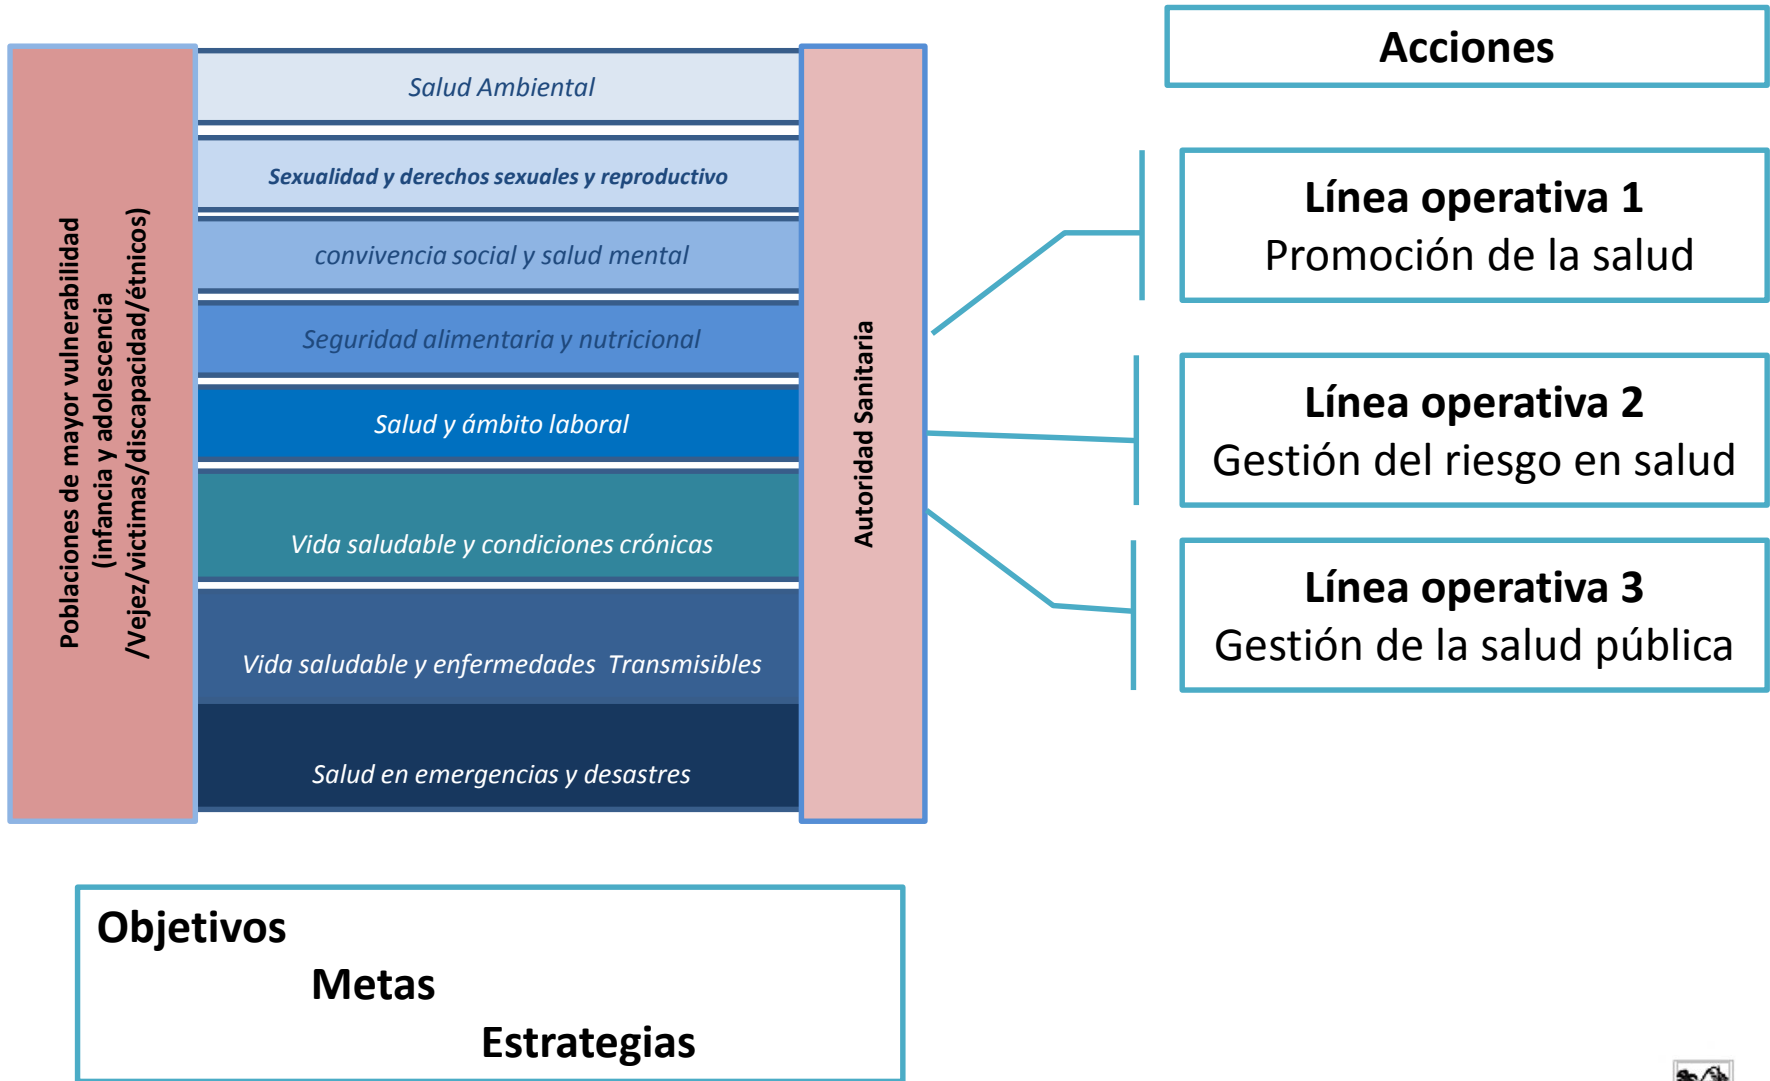 Poblaciones de mayor vulnerabilidad
(infancia y adolescencia
/Vejez/victimas/discapacidad/étnicos)
Salud Ambiental
Sexualidad y derechos sexuales y reproductivo
convivencia social y salud mental
Seguridad alimentaria y nutricional
Salud y ámbito laboral
Vida saludable y condiciones crónicas
Vida saludable y enfermedades Transmisibles
Salud en emergencias y desastres
Autoridad Sanitaria
Acciones
Línea operativa 1
Promoción de la salud
Línea operativa 2
Gestión del riesgo en salud
Línea operativa 3
Gestión de la salud pública
Objetivos
Metas
Estrategias